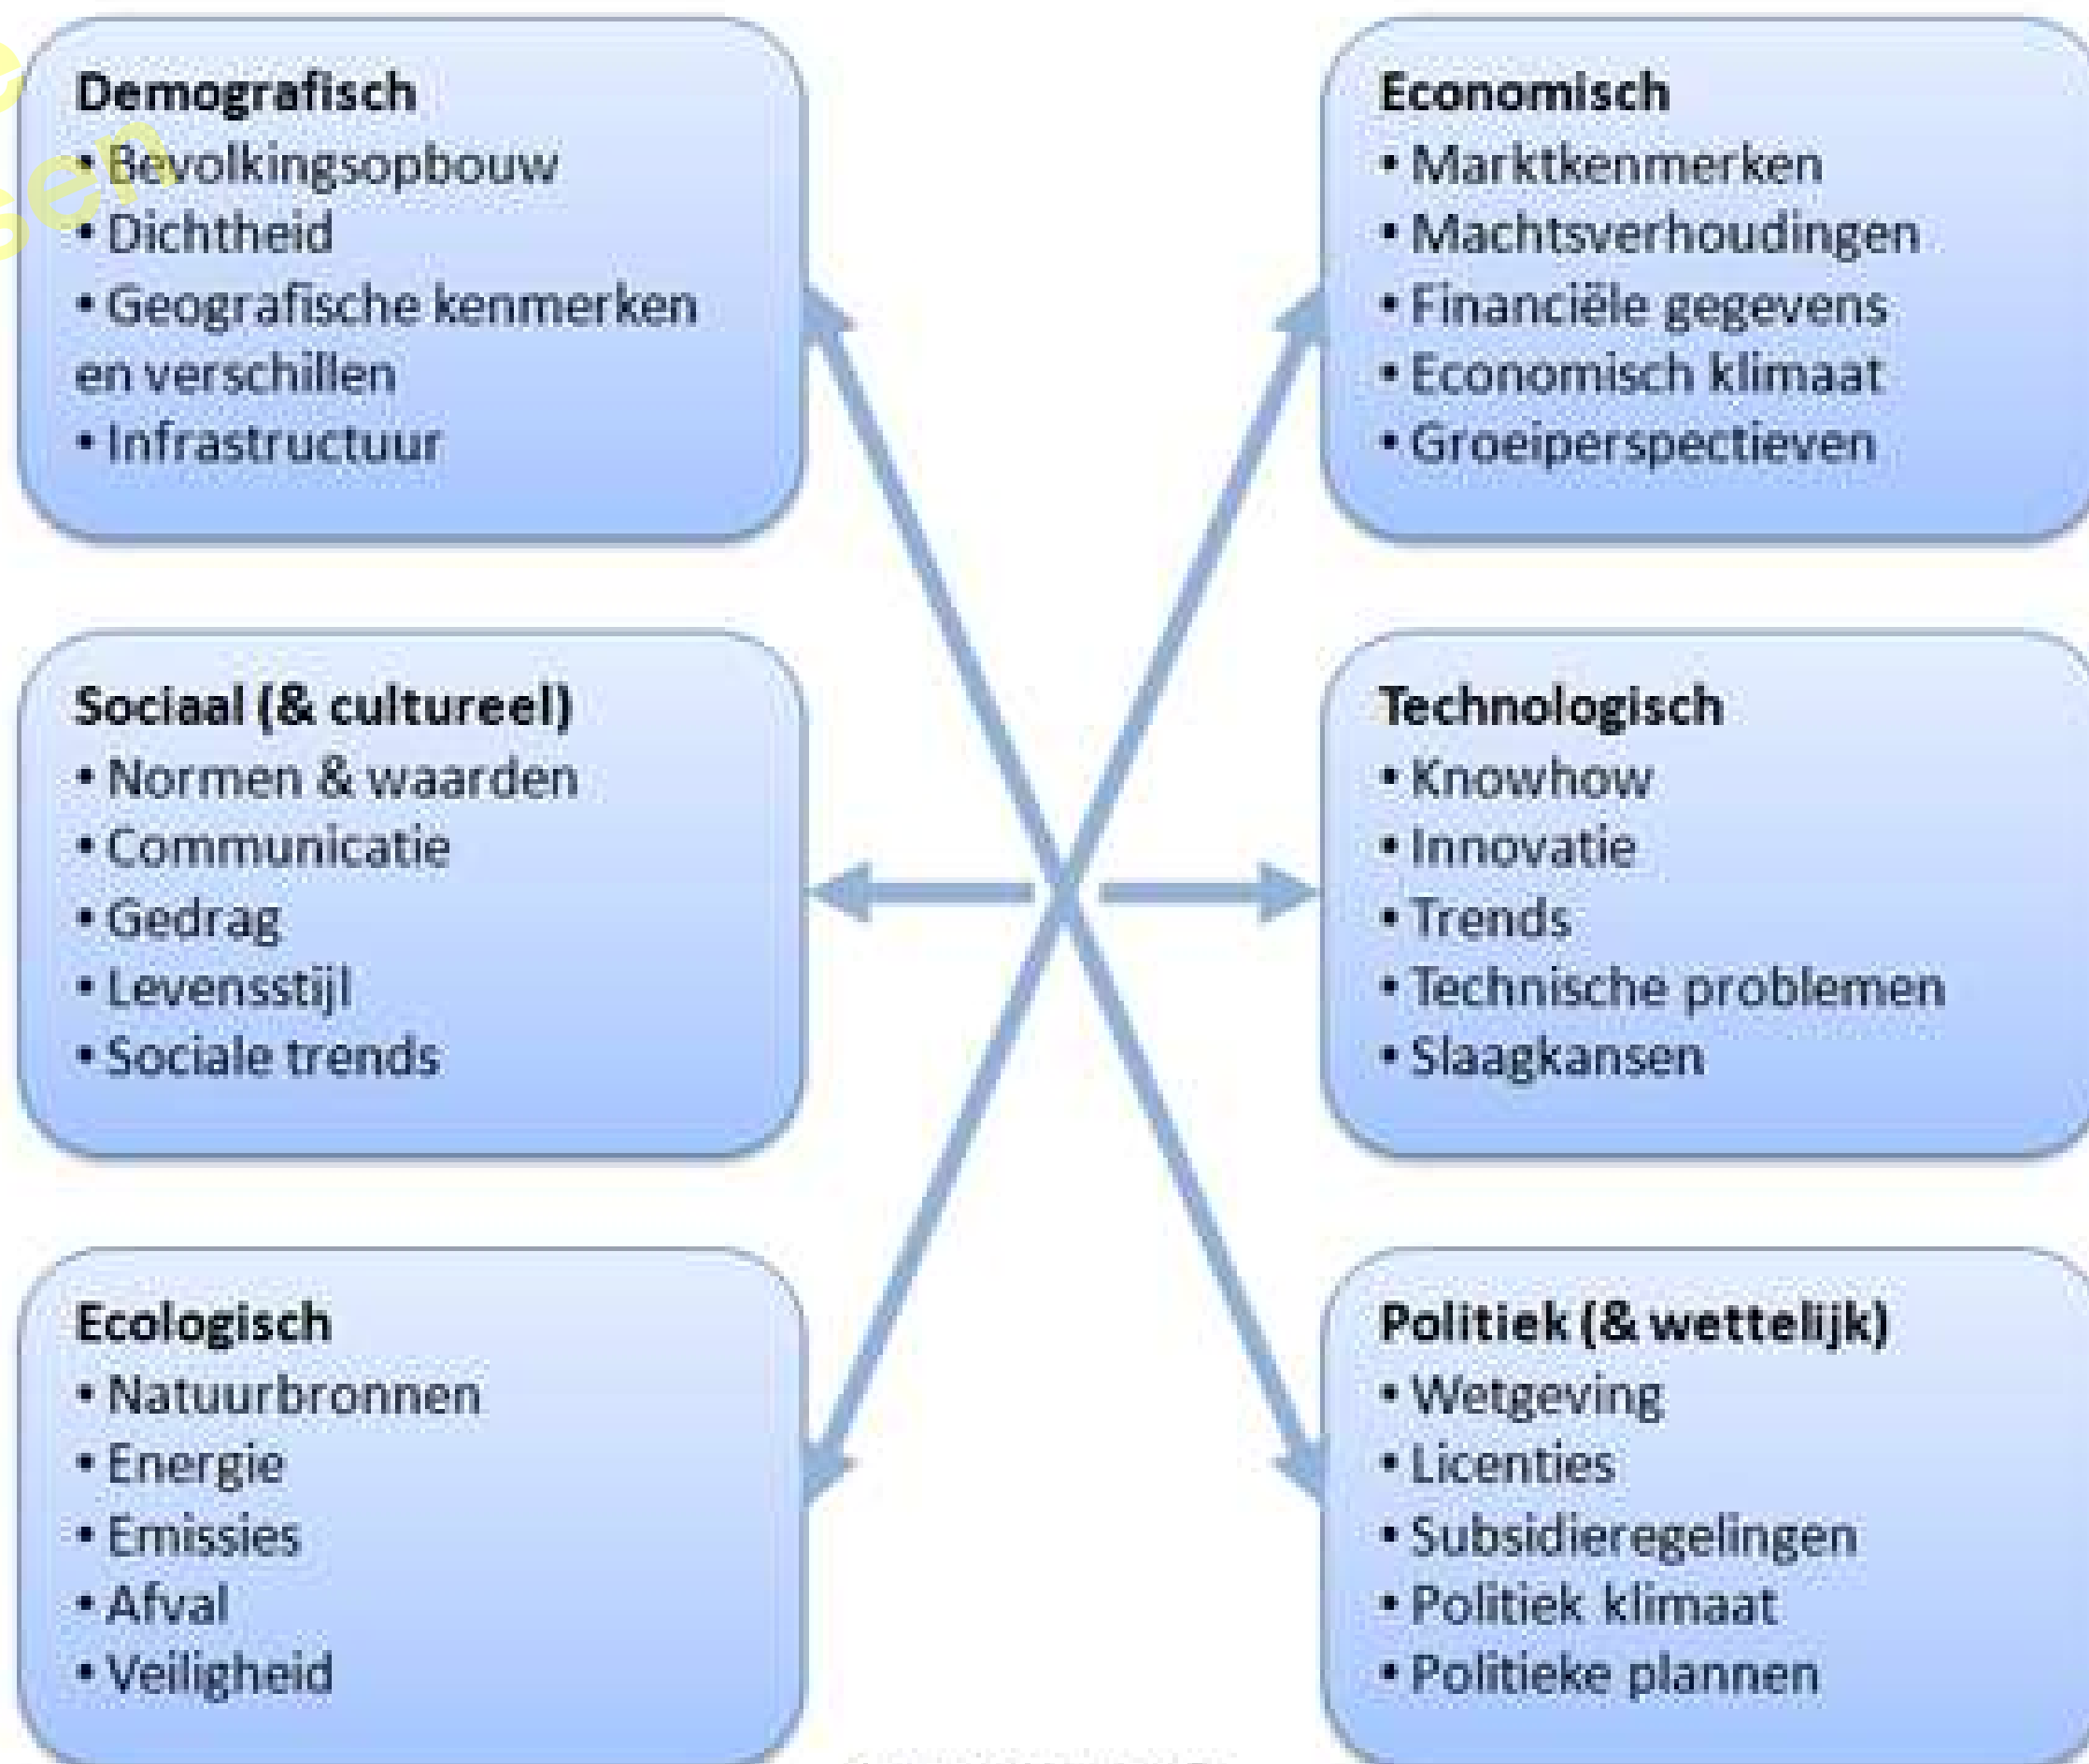 Demografisch
• Bevolkingsopbouw
• Dichtheid
• Geografische kenmerken
en verschillen
• Infrastructuur
Economisch
• Marktkenmerken
• Machtsverhoudingen
• Financiële gegevens
• Economisch klimaat
• Groeiperspectieven
Sociaal (& cultureel)
• Normen & waarden
• Communicatie
• Gedrag
• Levensstijl
• Sociale trends
Technologisch
• Knowhow
• Innovatie
• Trends
• Technische problemen
• Slaagkansen
Ecologisch
• Natuurbronnen
• Energie
• Emissies
• Afval
• Veiligheid
Politiek (& wettelijk)
• Wetgeving
• Licenties
• Subsidieregelingen
• Politiek klimaat
• Politieke plannen